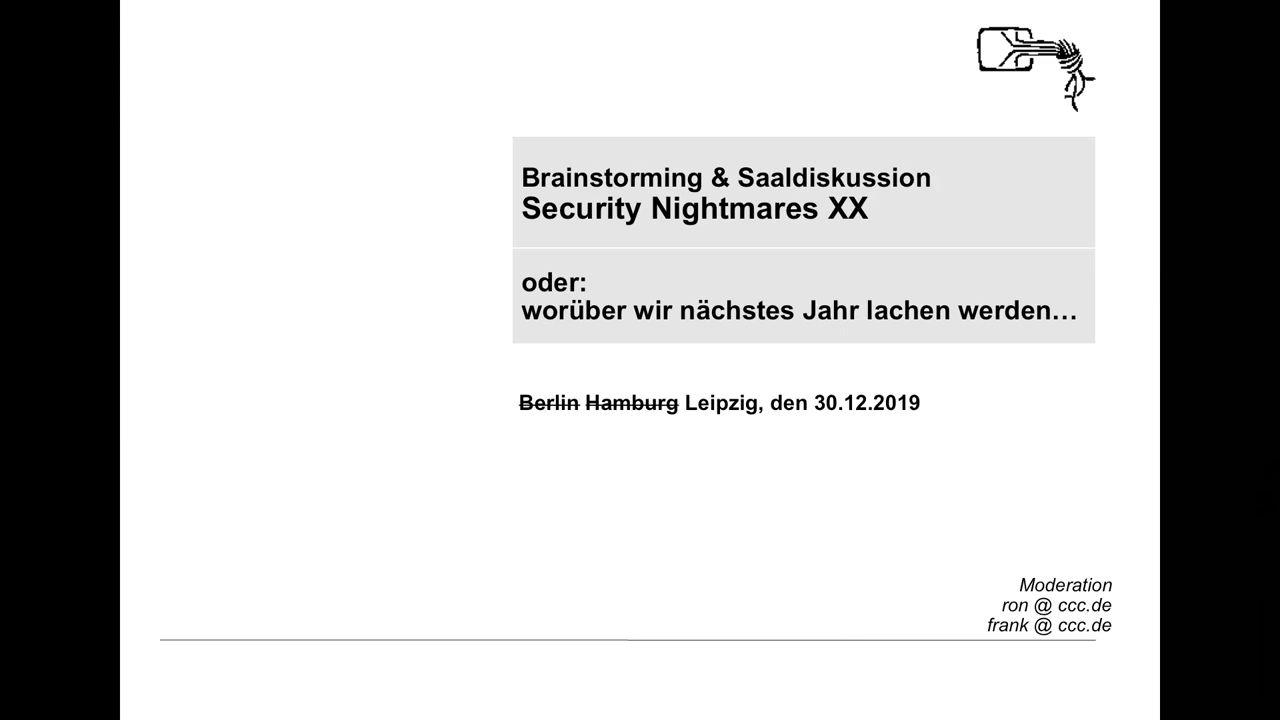 Brainstorming & Saaldiskussion
Security Nightmares XX
oder:
worüber wir nächstes Jahr lachen werden…
Berlin Hamburg Leipzig, den 30.12.2019
Moderation
ron @ ccc.de
frank @ ccc.de